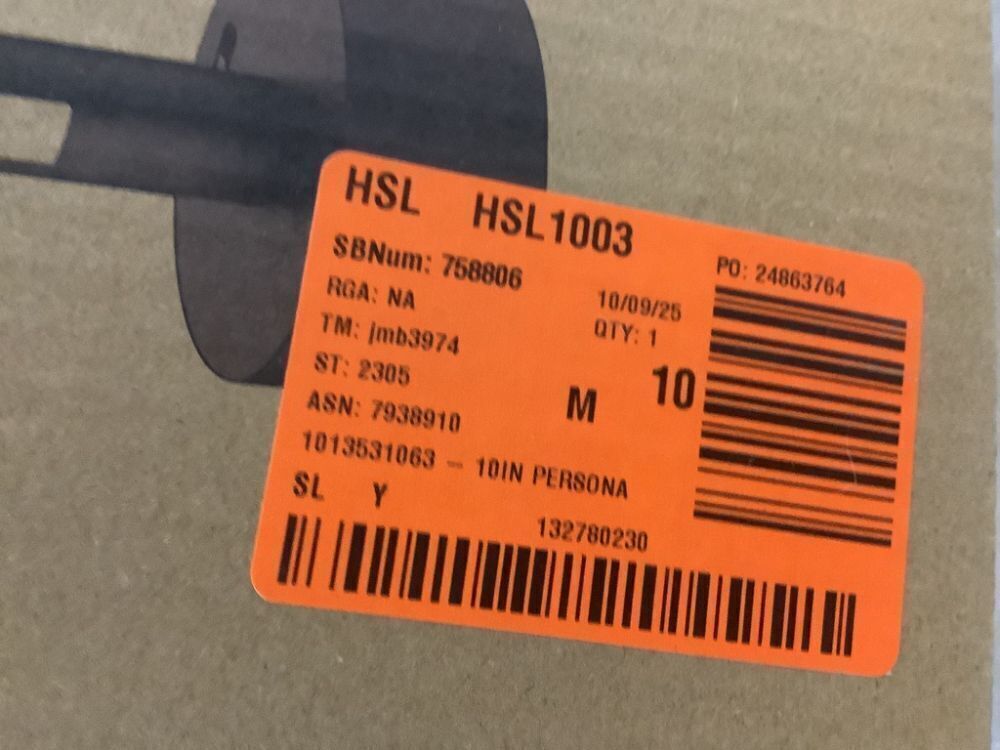 HSL HSL1003
SBNum: 758806
PO: 24863764
RGA: NA
10/09/25
TM: jmb3974
QTY: 1
ST: 2305
M 10
ASN: 7938910
1013531063 – 10IN PERSONA
SL Y
132780230